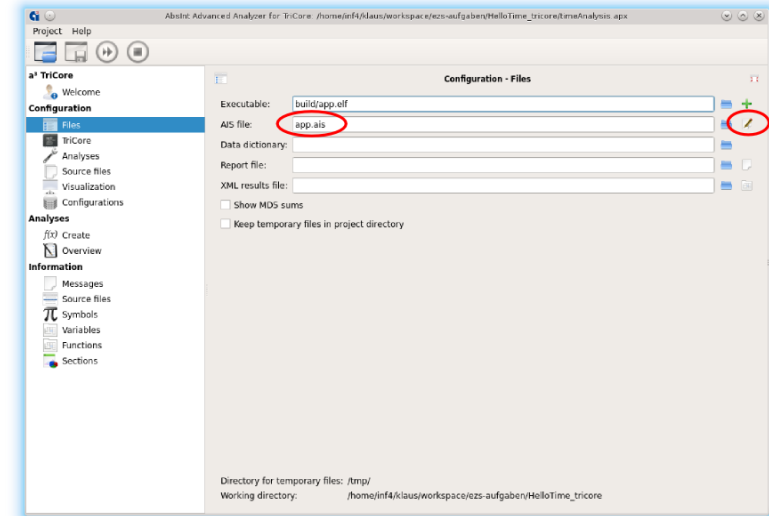 AbsInt Advanced Analyzer for TriCore /home/inf4/klaus/workspace/ezs-aufgaben/HelloTime_tricore/timeAnalysis.apx
Project Help
a³ TriCore
Welcome
Configuration
Files
TriCore
Analyses
Source files
Visualization
Configurations
Analyses
f(x) Create
Overview
Information
Messages
Source files
Symbols
Variables
Functions
Sections
Configuration - Files
Executable: build/app.elf
AIS file: app.ais
Data dictionary:
Report file:
XML results file:
Show MD5 sums
Keep temporary files in project directory
Directory for temporary files: /tmp/
Working directory: /home/inf4/klaus/workspace/ezs-aufgaben/HelloTime_tricore